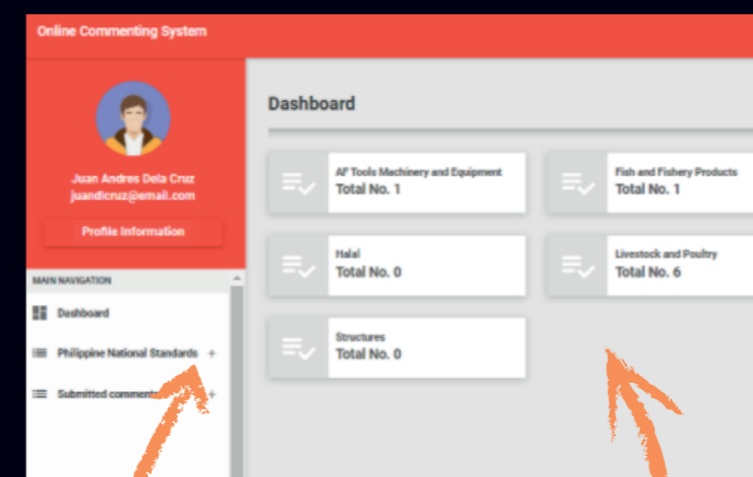 Online Commenting System
Juan Andres Dela Cruz
juandlcruz@email.com
Profile Information
MAIN NAVIGATION
Dashboard
Philippine National Standards +
Submitted comments +
Dashboard
AF Tools Machinery and Equipment
Total No. 1
Fish and Fishery Products
Total No. 1
Halal
Total No. 0
Livestock and Poultry
Total No. 6
Structures
Total No. 0